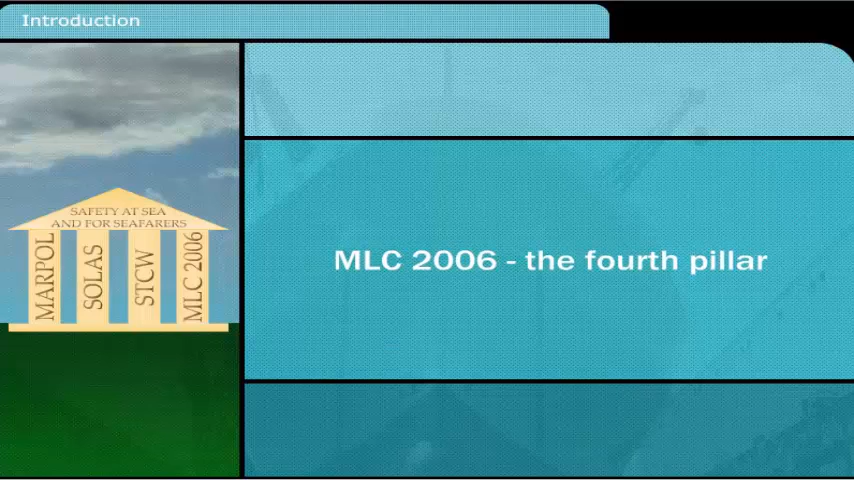 Introduction
SAFETY AT SEA
AND FOR SEAFARERS
MARPOL
SOLAS
STCW
MLC 2006
MLC 2006 - the fourth pillar